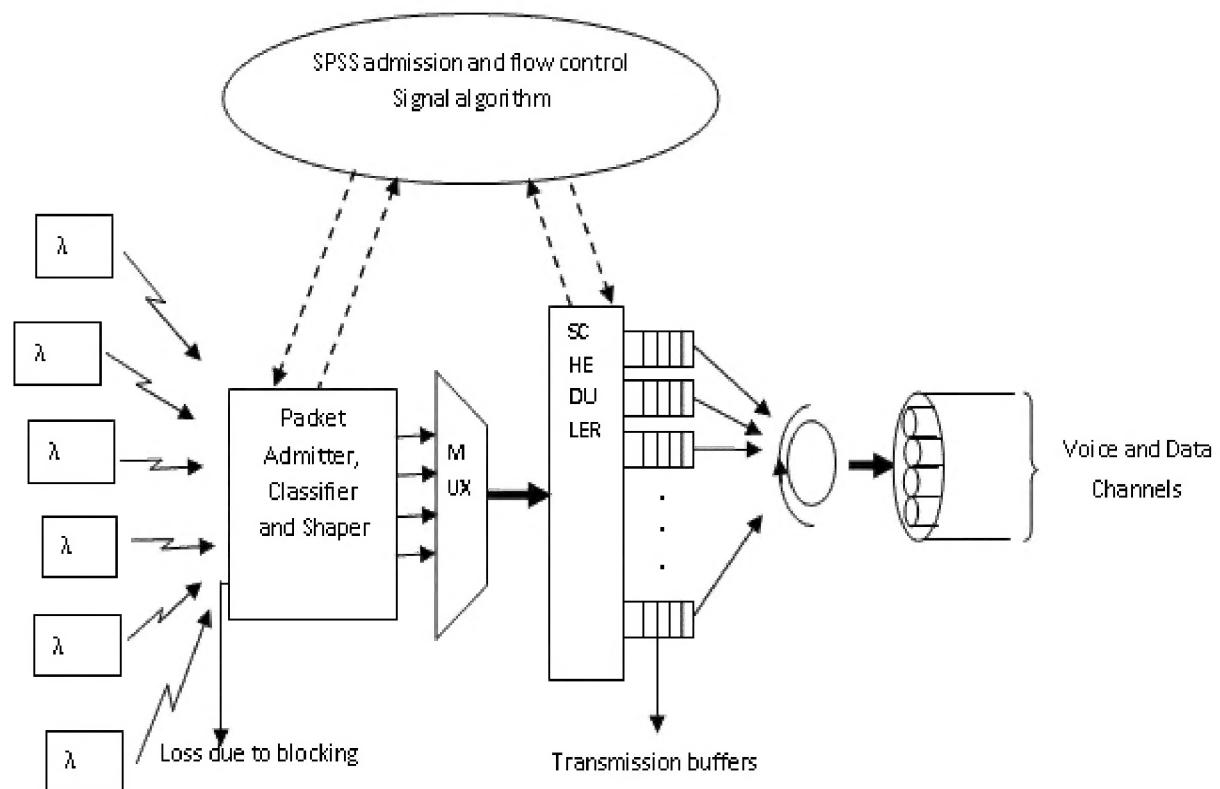 SPSS admission and flow control
Signal algorithm
λ
λ
λ
λ
λ
λ
Packet
Admitter,
Classifier
and Shaper
M
UX
SC
HE
DU
LER
Voice and Data
Channels
Loss due to blocking
Transmission buffers